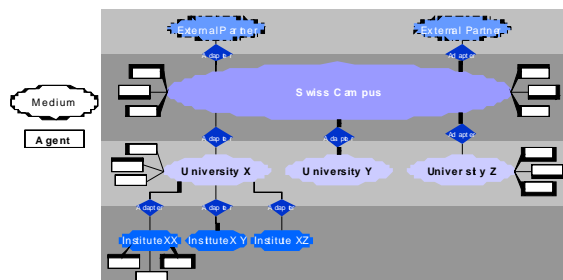 External Partner
External Partner
Adapter
Adapter
Swiss Campus
Medium
Agent
Adapter
Adapter
Adapter
University X
University Y
University Z
Adapter
Adapter
Adapter
Institute XX
Institute X Y
Institute XZ